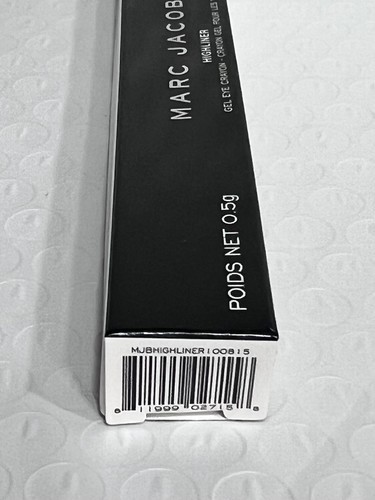 MARC JACOB
HIGHLINER
GEL EYE CRAYON · CRAYON GEL POUR LES
POIDS NET 0.5g
MJBHIGHLINER100815
8 11999 02715 8